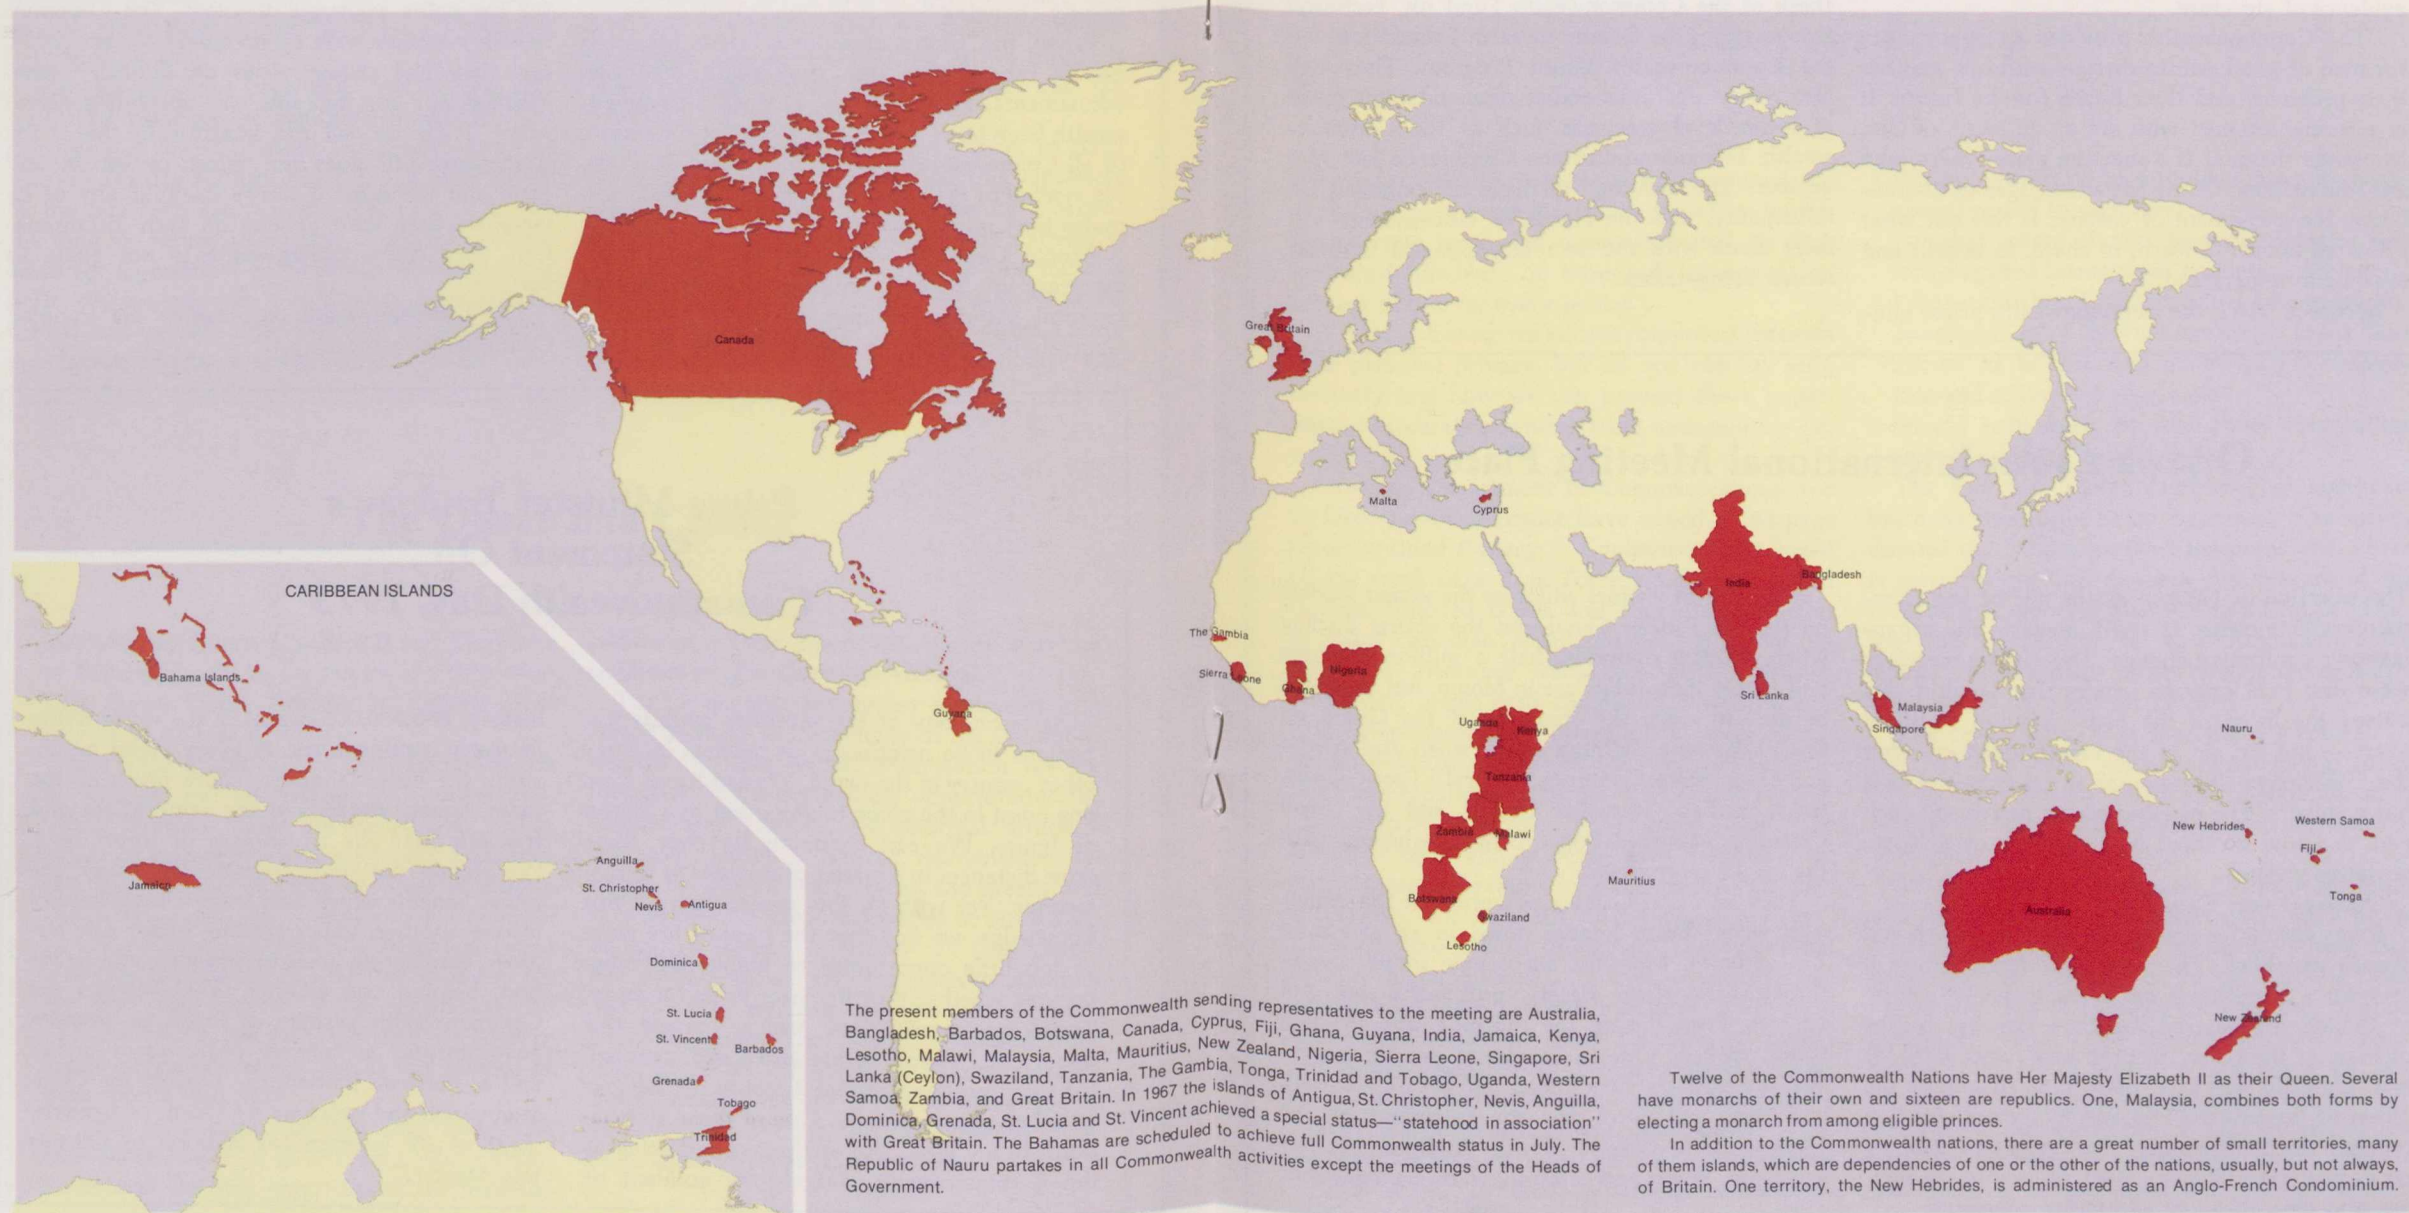 Canada
Great Britain
Malta
Cyprus
CARIBBEAN ISLANDS
India
Bangladesh
The Gambia
Bahama Islands
Sierra Leone
Ghana
Nigeria
Sri Lanka
Guyana
Malaysia
Singapore
Uganda
Kenya
Nauru
Tanzania
Zambia
Malawi
New Hebrides
Western Samoa
Fiji
Anguilla
Jamaica
St. Christopher
Nevis
Antigua
Mauritius
Botswana
Swaziland
Lesotho
Tonga
Australia
Dominica
St. Lucia
St. Vincent
Barbados
New Zealand
Grenada
Tobago
Trinidad
The present members of the Commonwealth sending representatives to the meeting are Australia,
Bangladesh, Barbados, Botswana, Canada, Cyprus, Fiji, Ghana, Guyana, India, Jamaica, Kenya,
Lesotho, Malawi, Malaysia, Malta, Mauritius, New Zealand, Nigeria, Sierra Leone, Singapore, Sri
Lanka (Ceylon), Swaziland, Tanzania, The Gambia, Tonga, Trinidad and Tobago, Uganda, Western
Samoa, Zambia, and Great Britain. In 1967 the islands of Antigua, St. Christopher, Nevis, Anguilla,
Dominica, Grenada, St. Lucia and St. Vincent achieved a special status—“statehood in association”
with Great Britain. The Bahamas are scheduled to achieve full Commonwealth status in July. The
Republic of Nauru partakes in all Commonwealth activities except the meetings of the Heads of
Government.
Twelve of the Commonwealth Nations have Her Majesty Elizabeth II as their Queen. Several
have monarchs of their own and sixteen are republics. One, Malaysia, combines both forms by
electing a monarch from among eligible princes.
In addition to the Commonwealth nations, there are a great number of small territories, many
of them islands, which are dependencies of one or the other of the nations, usually, but not always,
of Britain. One territory, the New Hebrides, is administered as an Anglo-French Condominium.